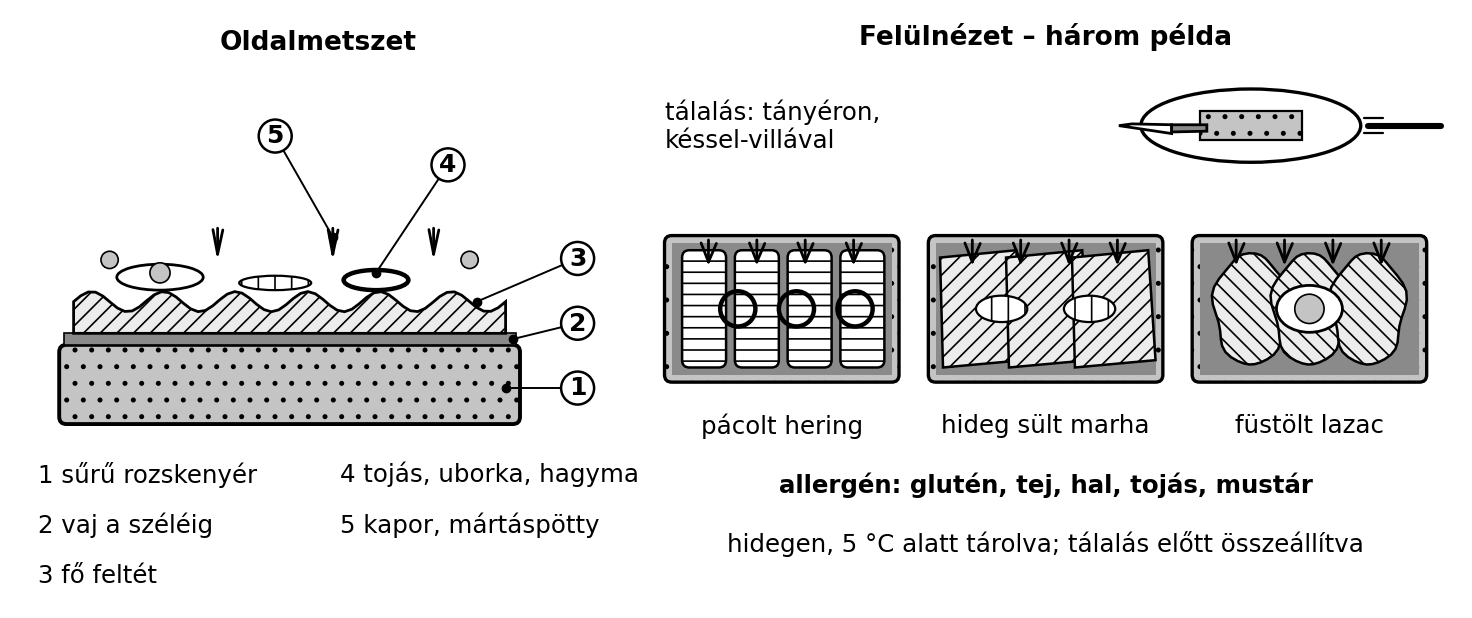 Oldalmetszet
5
4
3
2
1
1 sűrű rozskenyér
2 vaj a széléig
3 fő feltét
4 tojás, uborka, hagyma
5 kapor, mártáspötty
Felülnézet – három példa
tálalás: tányéron,
késsel-villával
pácolt hering
hideg sült marha
füstölt lazac
allergén: glutén, tej, hal, tojás, mustár
hidegen, 5 °C alatt tárolva; tálalás előtt összeállítva